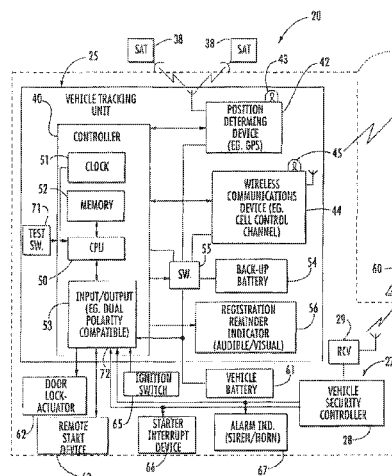 20
SAT
38
38
SAT
25
43
42
VEHICLE TRACKING
UNIT
40
CONTROLLER
POSITION
DETERMING
DEVICE
(EG. GPS)
51
CLOCK
45
52
MEMORY
WIRELESS
COMMUNICATIONS
DEVICE (EG.
CELL CONTROL
CHANNEL)
44
71
TEST
SW.
CPU
50
55
SW.
BACK-UP
BATTERY
54
60
INPUT/OUTPUT
(EG. DUAL
POLARITY
COMPATIBLE)
53
REGISTRATION
REMINDER
INDICATOR
(AUDIBLE/VISUAL)
56
29
RCV
72
DOOR
LOCK-
ACTUATOR
62
IGNITION
SWITCH
65
VEHICLE
BATTERY
61
VEHICLE
SECURITY
CONTROLLER
28
REMOTE
START DEVICE
STARTER
INTERRUPT
DEVICE
66
ALARM IND.
(SIREN/HORN)
67